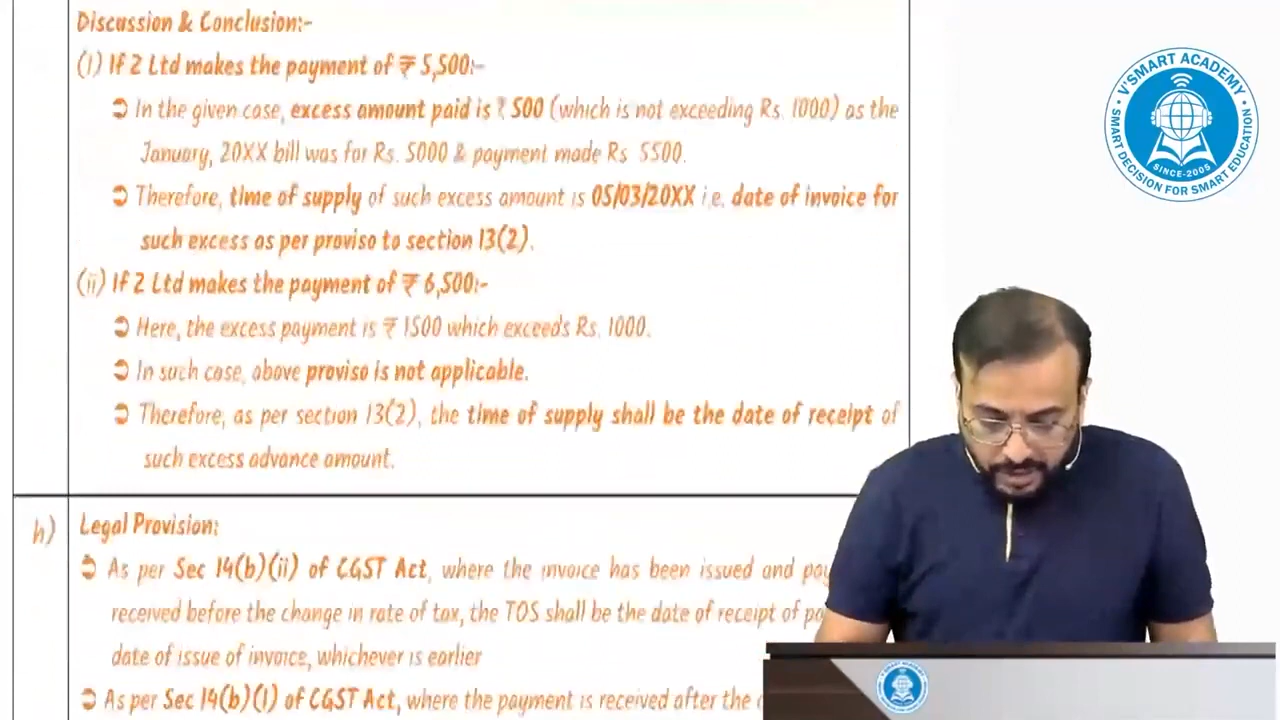 Discussion & Conclusion:-
(i) If Z Ltd makes the payment of ₹ 5,500:-
➲ In the given case, excess amount paid is ₹ 500 (which is not exceeding Rs. 1000) as the
January, 20XX bill was for Rs. 5000 & payment made Rs 5500.
➲ Therefore, time of supply of such excess amount is 05/03/20XX i.e. date of invoice for
such excess as per proviso to section 13(2).
(ii) If Z Ltd makes the payment of ₹ 6,500:-
➲ Here, the excess payment is ₹ 1500 which exceeds Rs. 1000.
➲ In such case, above proviso is not applicable.
➲ Therefore, as per section 13(2), the time of supply shall be the date of receipt of
such excess advance amount.
h) Legal Provision:
➲ As per Sec 14(b)(ii) of CGST Act, where the invoice has been issued and
received before the change in rate of tax, the TOS shall be the date of receipt of
date of issue of invoice, whichever is earlier
➲ As per Sec 14(b)(i) of CGST Act, where the payment is received after the
V'SMART ACADEMY
SINCE-2005
SMART DECISION FOR SMART EDUCATION